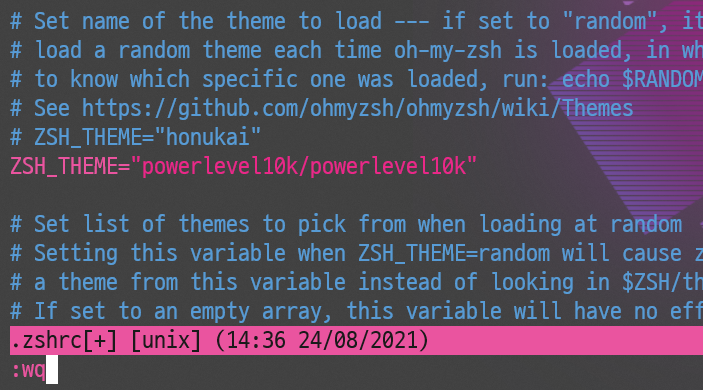 # Set name of the theme to load --- if set to "random", it
# load a random theme each time oh-my-zsh is loaded, in wh
# to know which specific one was loaded, run: echo $RANDOM
# See https://github.com/ohmyzsh/ohmyzsh/wiki/Themes
# ZSH_THEME="honukai"
ZSH_THEME="powerlevel10k/powerlevel10k"
# Set list of themes to pick from when loading at random
# Setting this variable when ZSH_THEME=random will cause z
# a theme from this variable instead of looking in $ZSH/th
# If set to an empty array, this variable will have no eff
.zshrc[+] [unix] (14:36 24/08/2021)
:wq